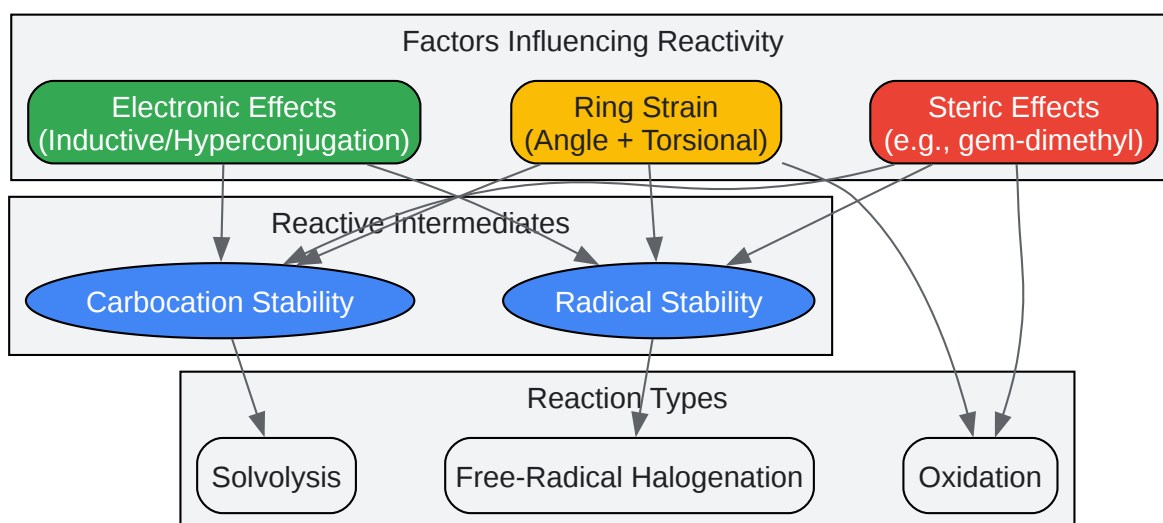 Factors Influencing Reactivity
Electronic Effects
(Inductive/Hyperconjugation)
Ring Strain
(Angle + Torsional)
Steric Effects
(e.g., gem-dimethyl)
Reactive Intermediates
Carbocation Stability
Radical Stability
Reaction Types
Solvolysis
Free-Radical Halogenation
Oxidation